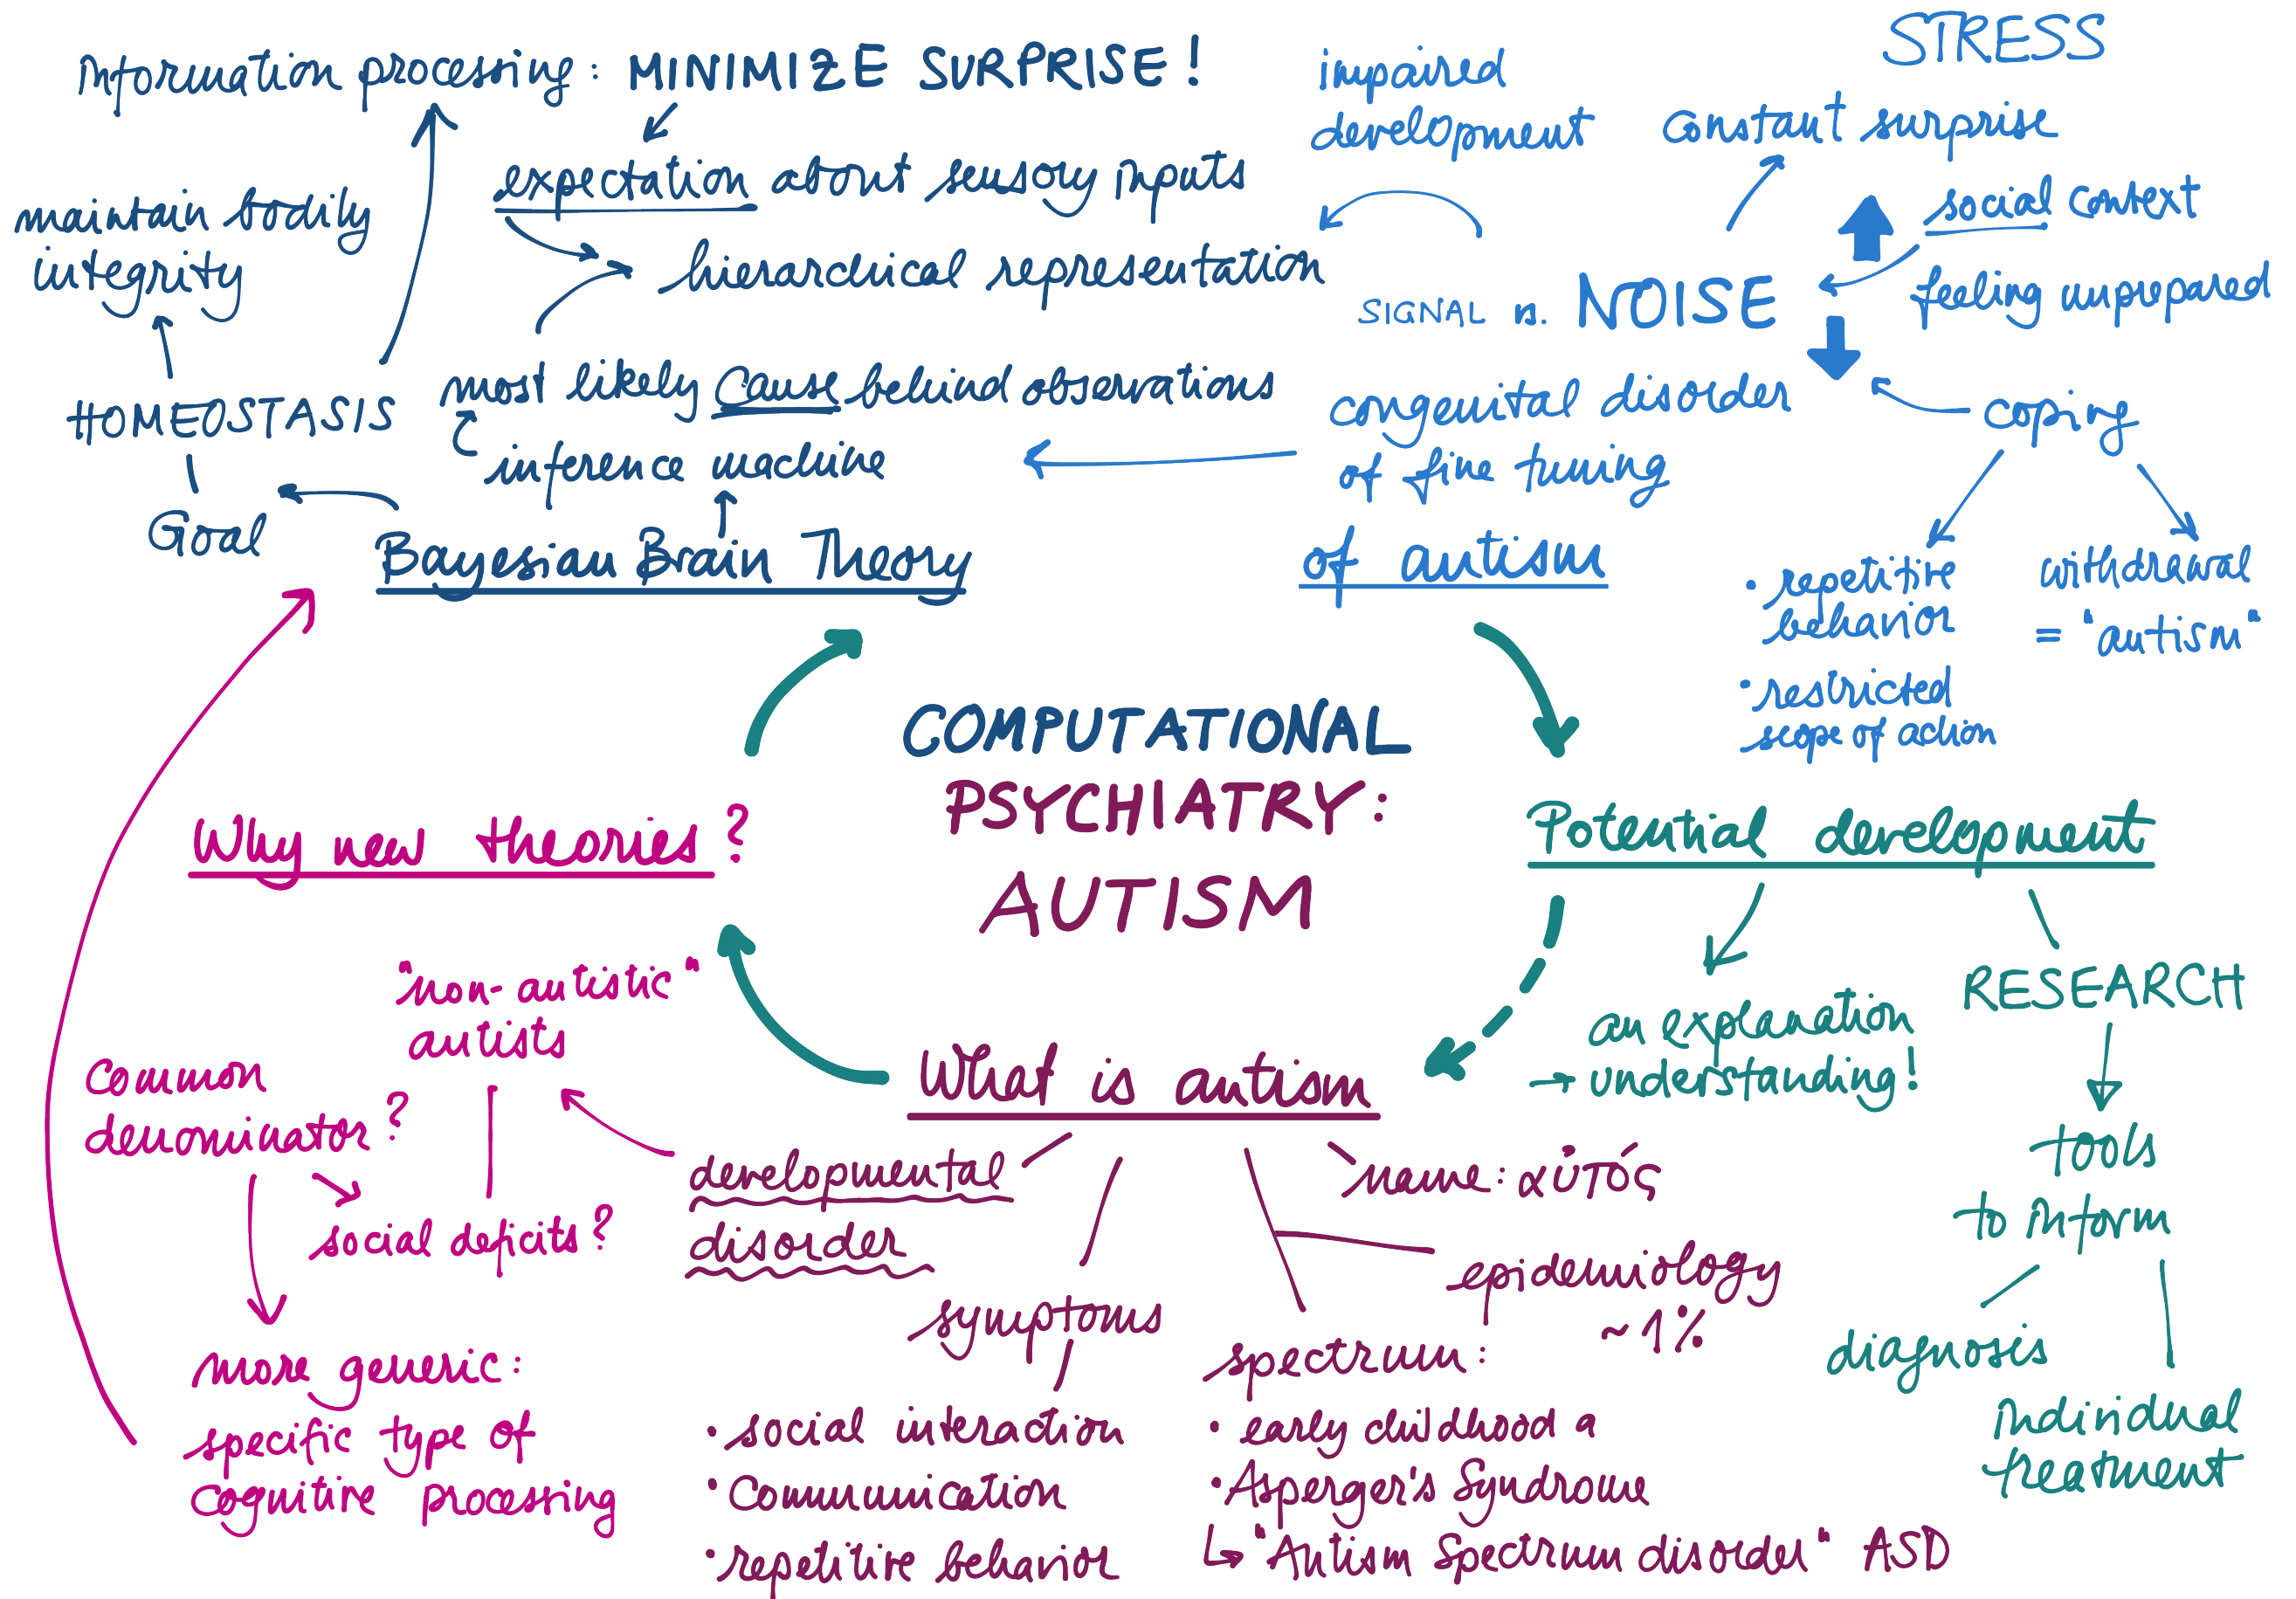 Information processing: MINIMIZE SURPRISE!
expectation about sensory inputs
hierarchical representation
maintain bodily
integrity
HOMEOSTASIS
Goal
most likely cause behind observations
inference machine
Bayesian Brain Theory
impaired
development
STRESS
constant surprise
social context
feeling unprepared
SIGNAL vs. NOISE
congenital disorder
of fine tuning
of autism
coping
• repetitive
behavior
• restricted
scope of action
withdrawal
= "autism"
COMPUTATIONAL
PSYCHIATRY:
AUTISM
Why new theories?
"non-autistic"
autists
common
denominator?
social deficits?
more generic:
specific type of
cognitive processing
What is autism
developmental
disorder
symptoms
• social interaction
• Communication
• repetitive behavior
name: αὐτός
epidemiology
~1%
spectrum:
• early childhood a
• Asperger's Syndrome
↳ "Autism Spectrum disorder" ASD
Potential development
an explanation
→ understanding!
RESEARCH
tools
to inform
diagnosis
individual
treatment